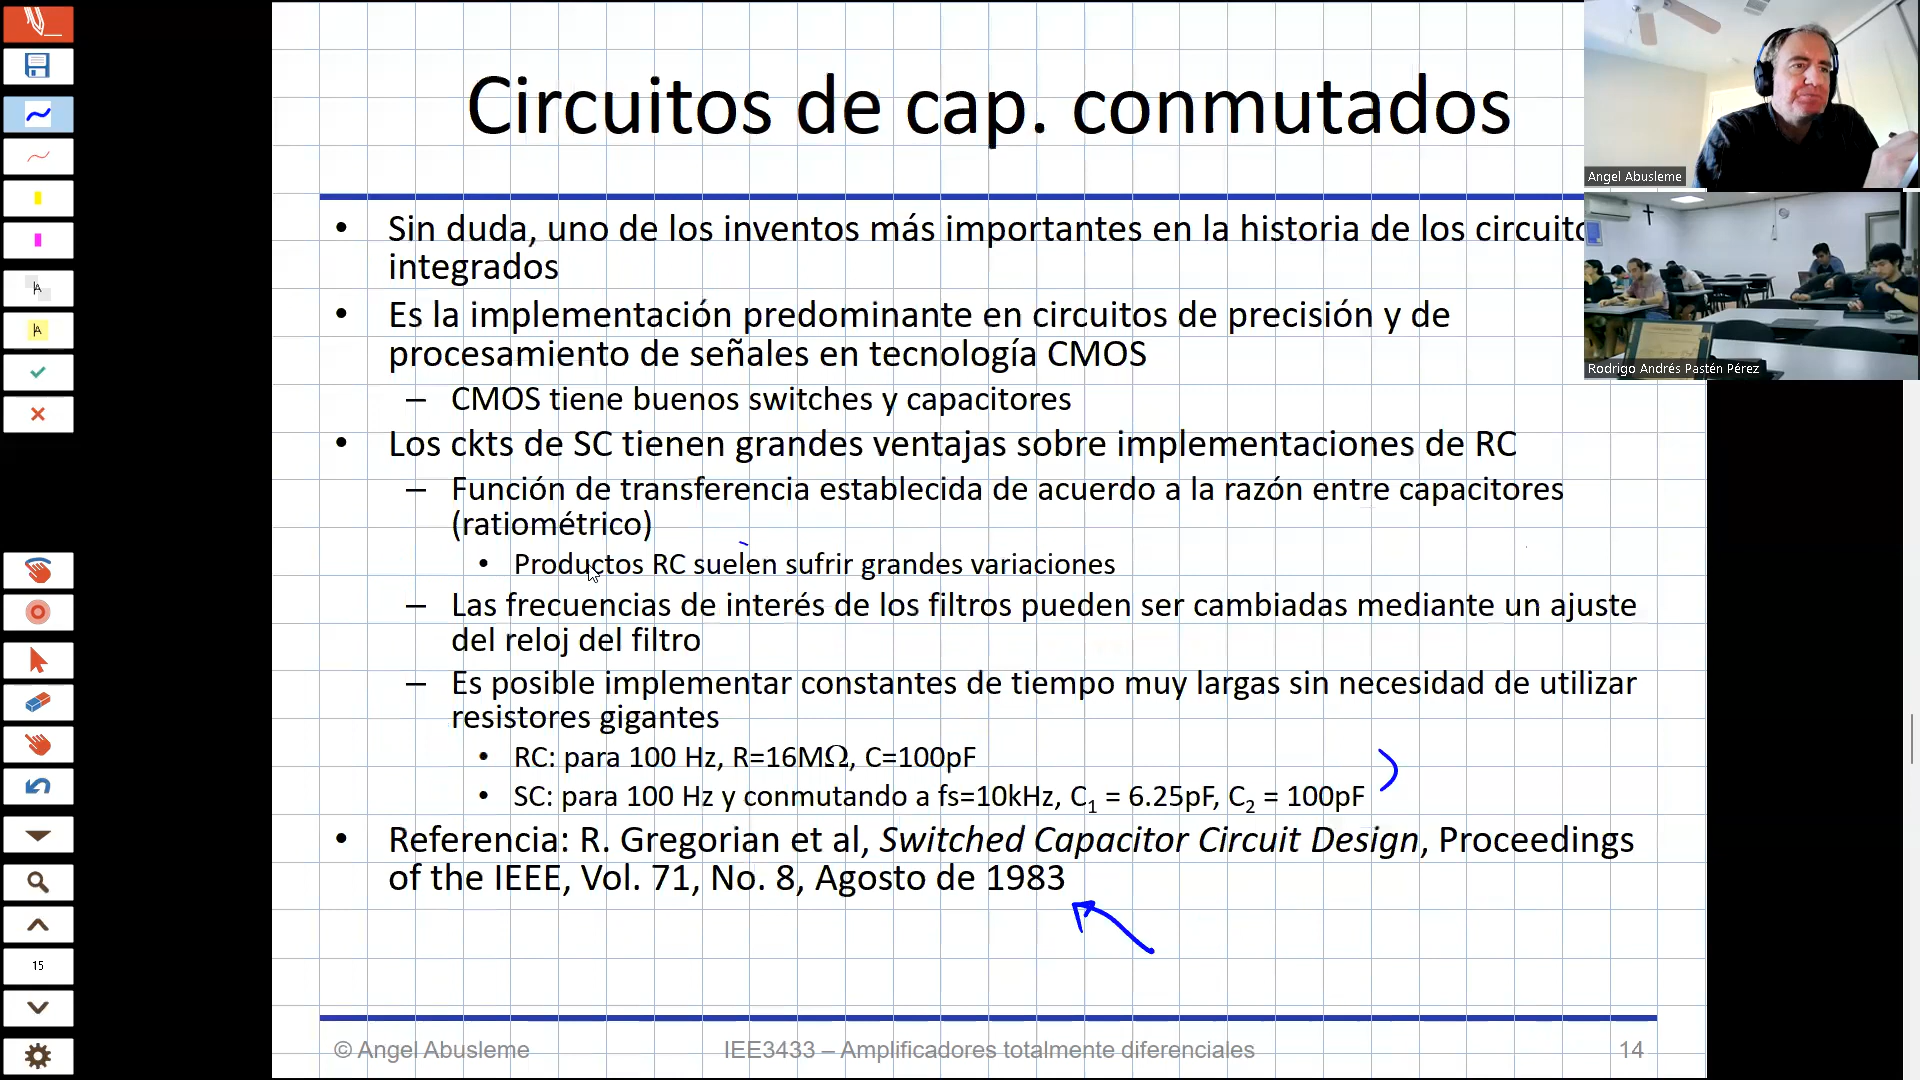 Circuitos de cap. conmutados
• Sin duda, uno de los inventos más importantes en la historia de los circuito
integrados
• Es la implementación predominante en circuitos de precisión y de
procesamiento de señales en tecnología CMOS
– CMOS tiene buenos switches y capacitores
• Los ckts de SC tienen grandes ventajas sobre implementaciones de RC
– Función de transferencia establecida de acuerdo a la razón entre capacitores
(ratiométrico)
• Productos RC suelen sufrir grandes variaciones
– Las frecuencias de interés de los filtros pueden ser cambiadas mediante un ajuste
del reloj del filtro
– Es posible implementar constantes de tiempo muy largas sin necesidad de utilizar
resistores gigantes
• RC: para 100 Hz, R=16MΩ, C=100pF
• SC: para 100 Hz y conmutando a fs=10kHz, C1 = 6.25pF, C2 = 100pF
• Referencia: R. Gregorian et al, Switched Capacitor Circuit Design, Proceedings
of the IEEE, Vol. 71, No. 8, Agosto de 1983
© Angel Abusleme
IEE3433 – Amplificadores totalmente diferenciales
14
Angel Abusleme
Rodrigo Andrés Pastén Pérez
A
A
15